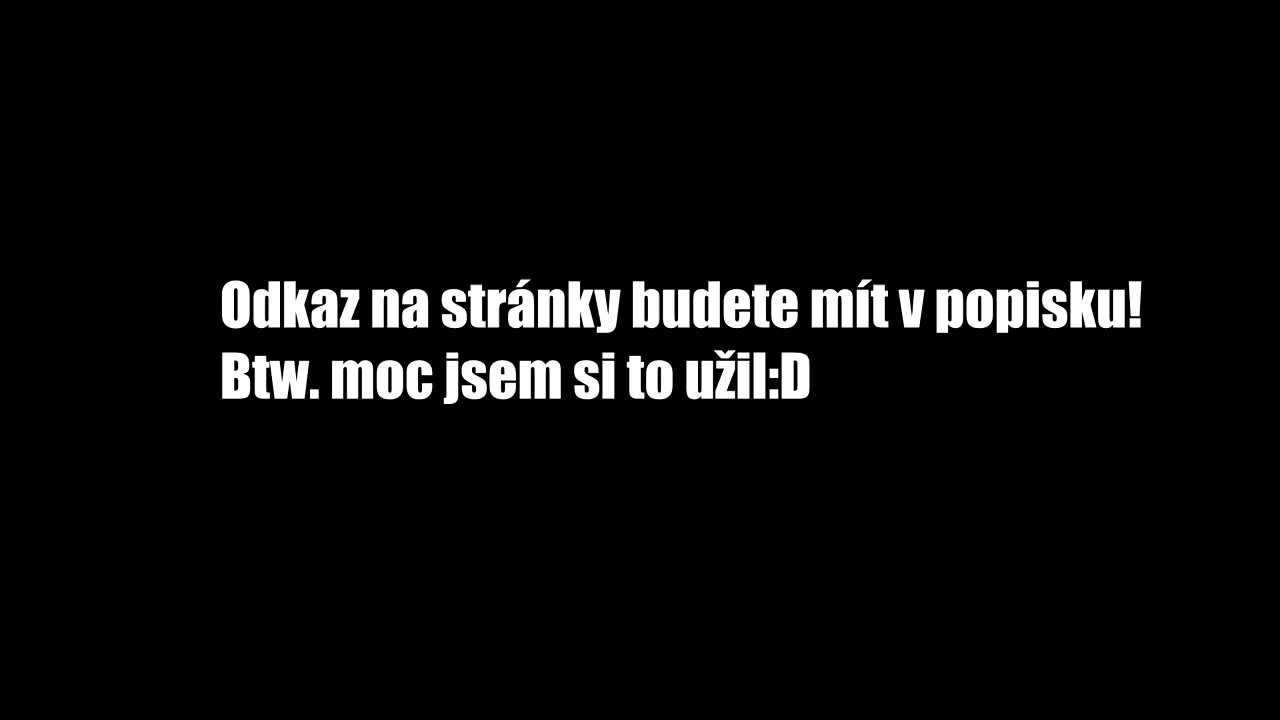 Odkaz na stránky budete mít v popisku!
Btw. moc jsem si to užil:D